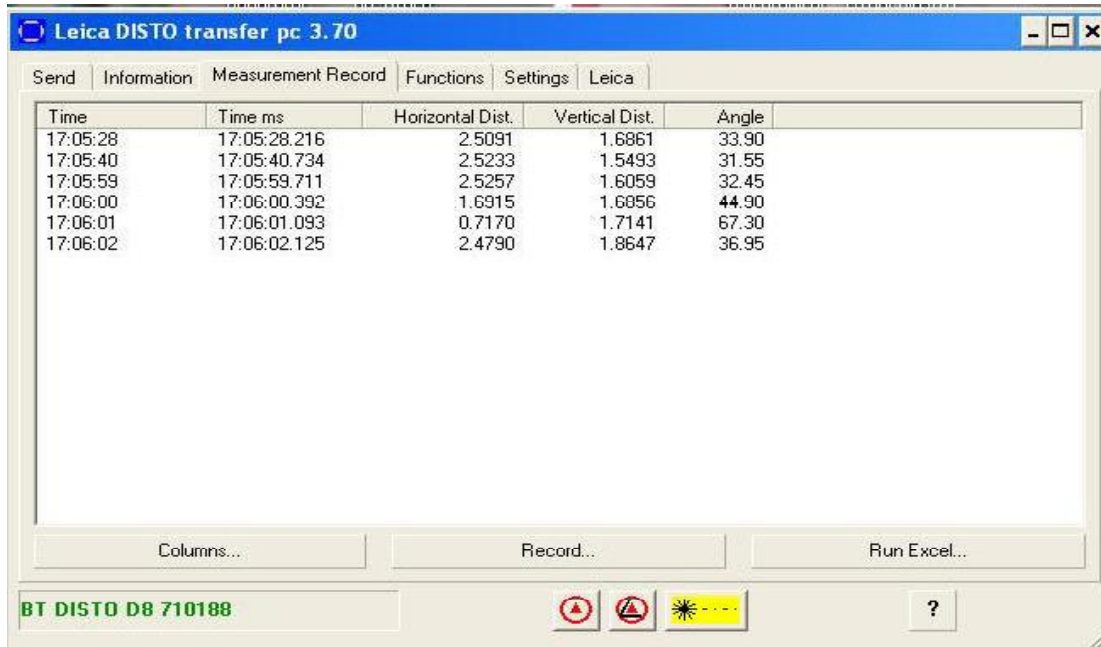 Leica DISTO transfer pc 3.70
Send Information Measurement Record Functions Settings Leica
Time Time ms Horizontal Dist. Vertical Dist. Angle
17:05:28 17:05:28.216 2.5091 1.6861 33.90
17:05:40 17:05:40.734 2.5233 1.5493 31.55
17:05:59 17:05:59.711 2.5257 1.6059 32.45
17:06:00 17:06:00.392 1.6915 1.6856 44.90
17:06:01 17:06:01.093 0.7170 1.7141 67.30
17:06:02 17:06:02.125 2.4790 1.8647 36.95
Columns... Record... Run Excel...
BT DISTO D8 710188 ?